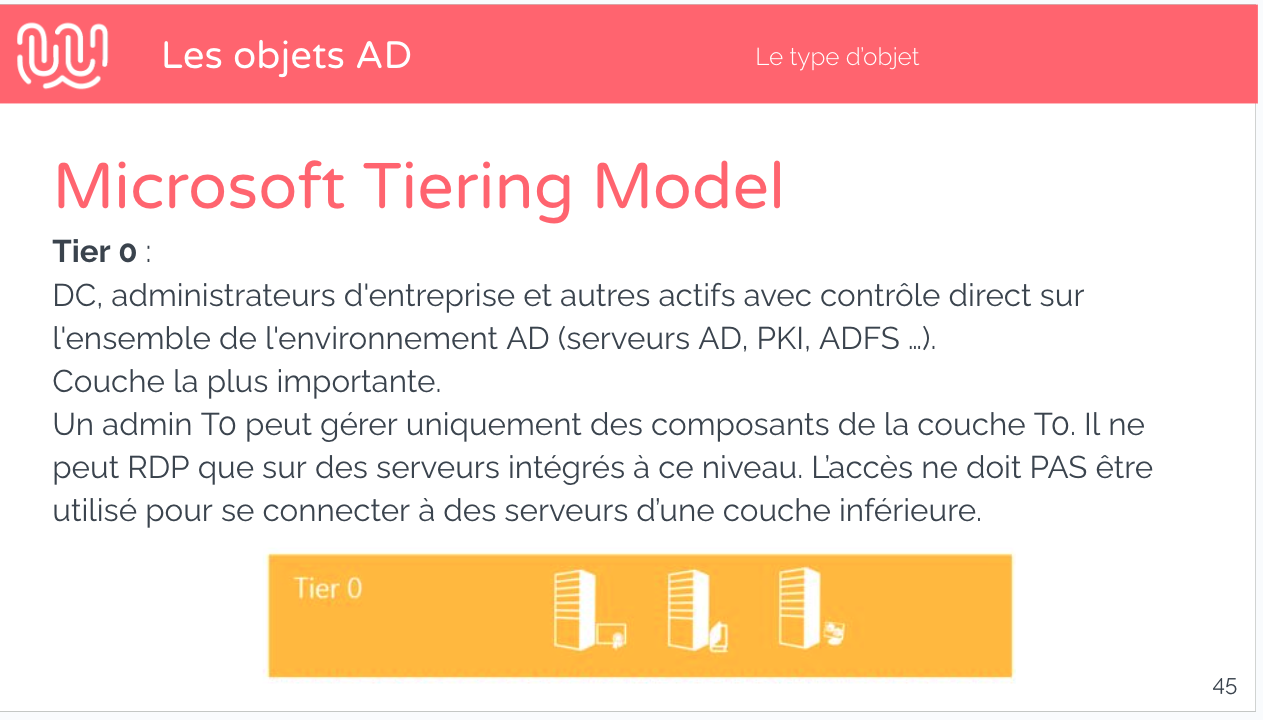 Les objets AD
Le type d’objet
Microsoft Tiering Model
Tier 0 :
DC, administrateurs d'entreprise et autres actifs avec contrôle direct sur
l'ensemble de l'environnement AD (serveurs AD, PKI, ADFS …).
Couche la plus importante.
Un admin T0 peut gérer uniquement des composants de la couche T0. Il ne
peut RDP que sur des serveurs intégrés à ce niveau. L’accès ne doit PAS être
utilisé pour se connecter à des serveurs d’une couche inférieure.
Tier 0
45